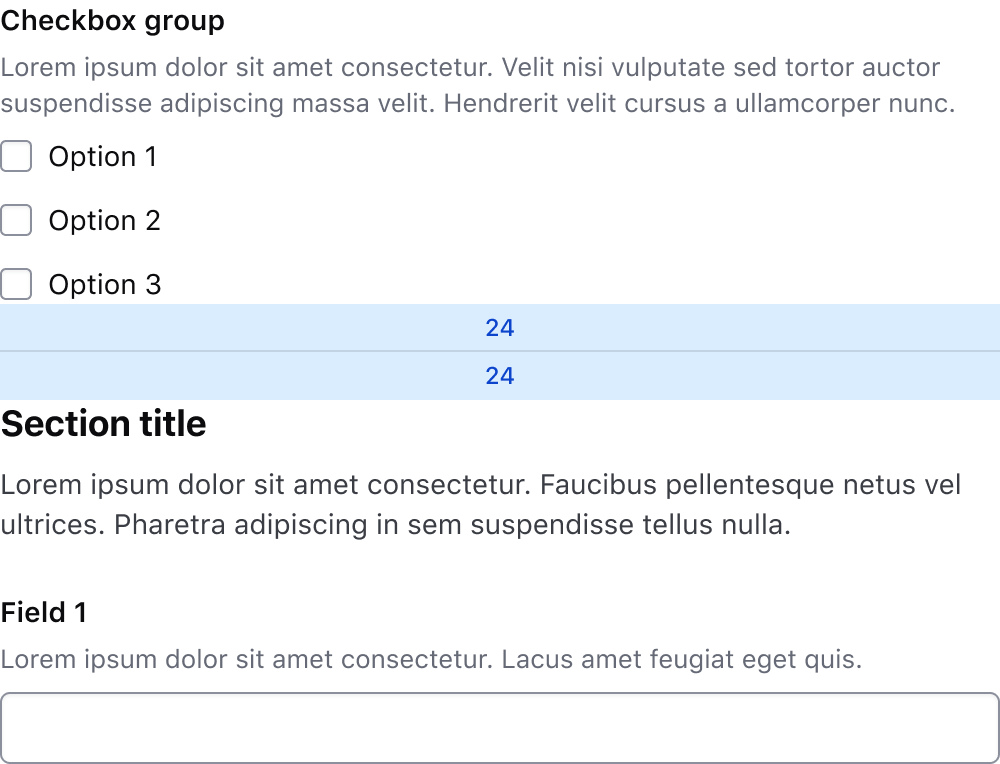 Checkbox group
Lorem ipsum dolor sit amet consectetur. Velit nisi vulputate sed tortor auctor
suspendisse adipiscing massa velit. Hendrerit velit cursus a ullamcorper nunc.
Option 1
Option 2
Option 3
24
24
Section title
Lorem ipsum dolor sit amet consectetur. Faucibus pellentesque netus vel
ultrices. Pharetra adipiscing in sem suspendisse tellus nulla.
Field 1
Lorem ipsum dolor sit amet consectetur. Lacus amet feugiat eget quis.